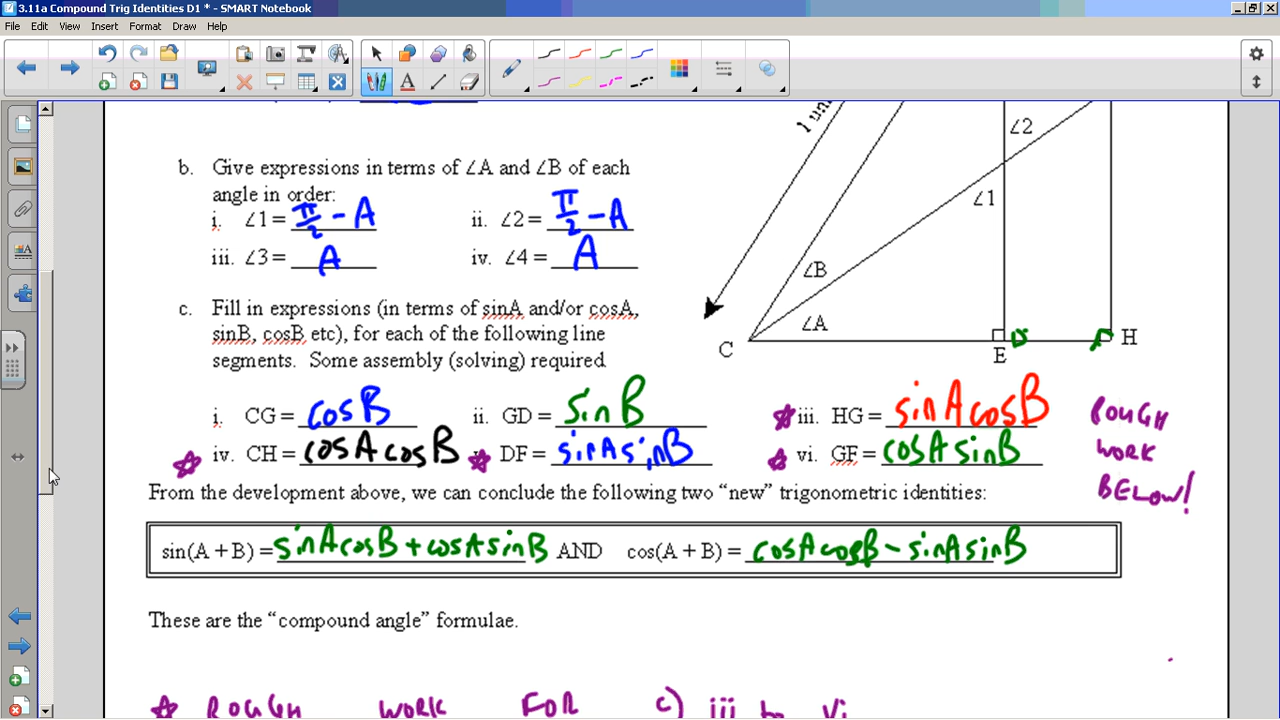 3.11a Compound Trig Identities D1 * - SMART Notebook
File Edit View Insert Format Draw Help
1 uni
∠2
b. Give expressions in terms of ∠A and ∠B of each
angle in order:
∠1
i. ∠1 = π/2 - A ii. ∠2 = π/2 - A
iii. ∠3 = A iv. ∠4 = A
∠B
c. Fill in expressions (in terms of sinA and/or cosA,
∠A
sinB, cosB etc), for each of the following line
C E H
segments. Some assembly (solving) required
i. CG = cosB ii. GD = sinB ☆ iii. HG = sinAcosB ROUGH
☆ iv. CH = cosAcosB ☆ DF = sinAsinB ☆ vi. GF = cosAsinB WORK
BELOW!
From the development above, we can conclude the following two “new” trigonometric identities:
sin(A + B) = sinAcosB + cosAsinB AND cos(A + B) = cosAcosB - sinAsinB
These are the “compound angle” formulae.
☆ ROUGH WORK FOR c) iii to vi